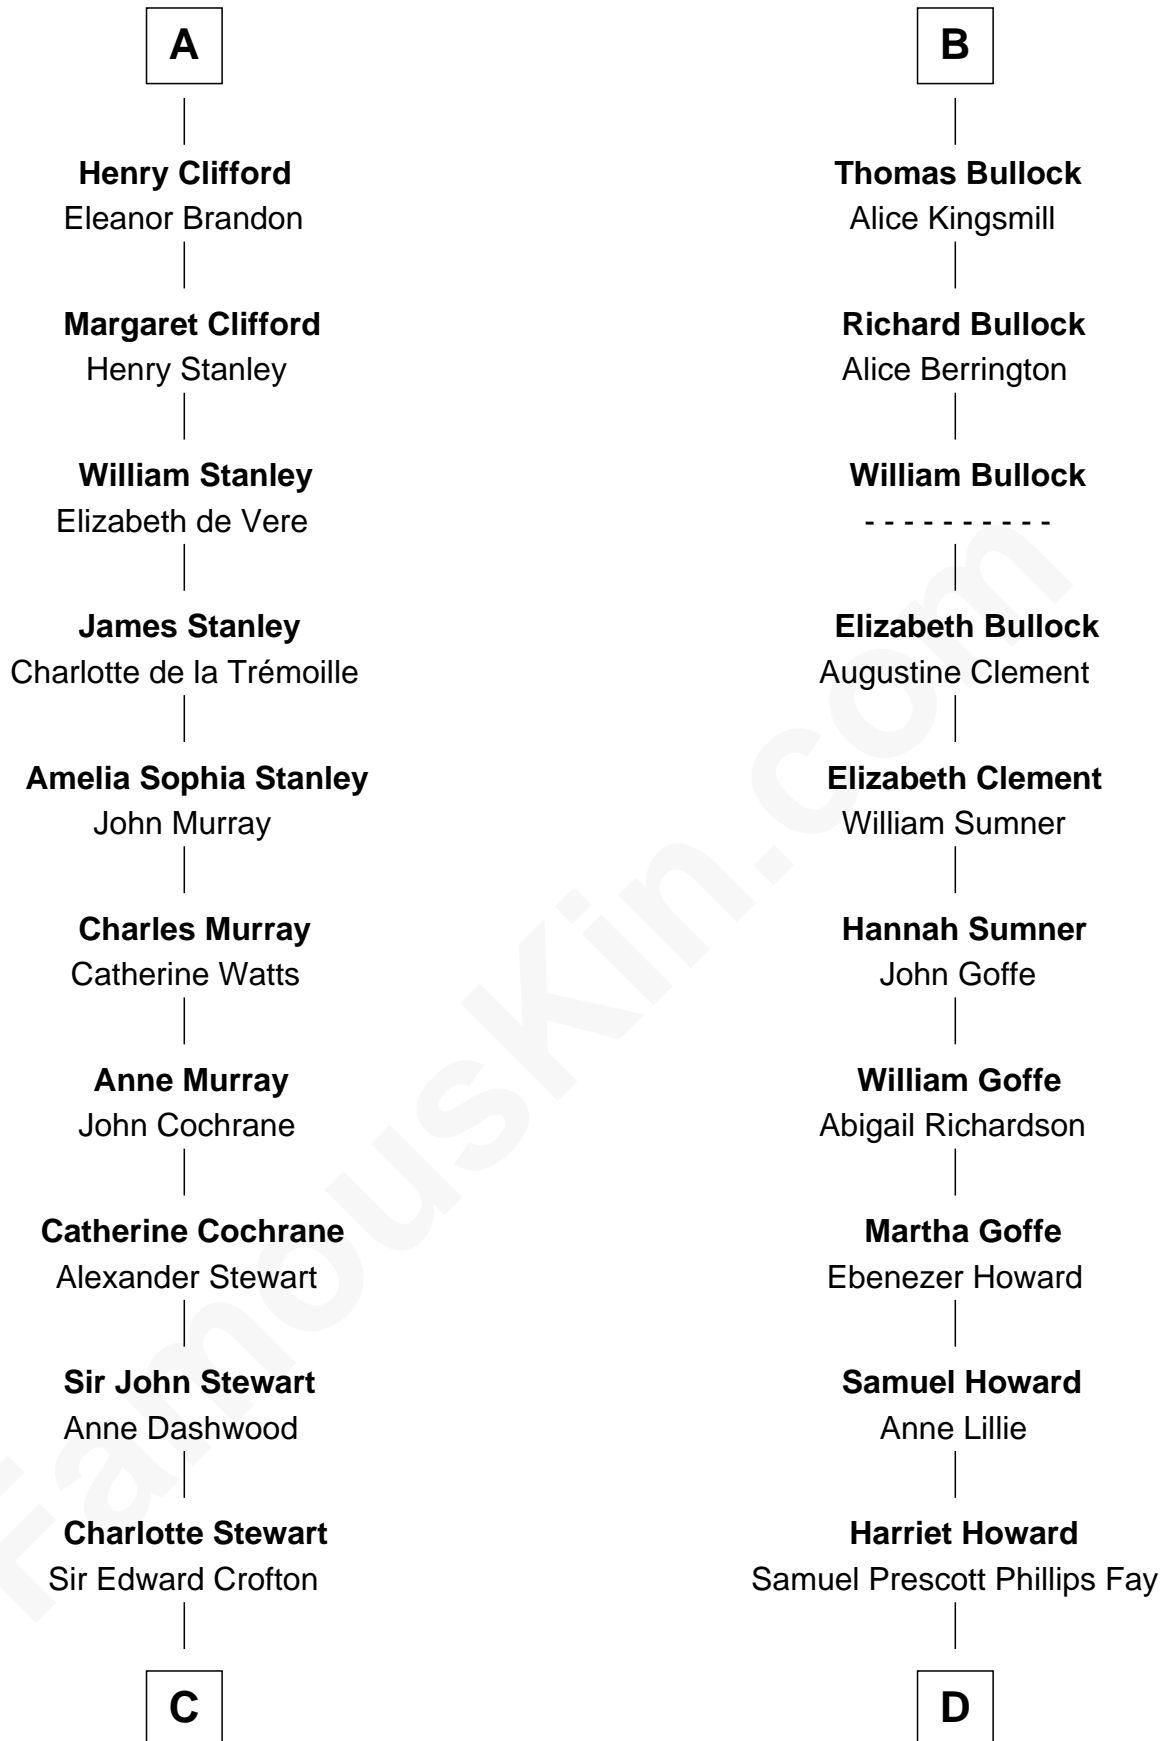 A
Henry Clifford
Eleanor Brandon
Margaret Clifford
Henry Stanley
William Stanley
Elizabeth de Vere
James Stanley
Charlotte de la Trémoille
Amelia Sophia Stanley
John Murray
Charles Murray
Catherine Watts
Anne Murray
John Cochrane
Catherine Cochrane
Alexander Stewart
Sir John Stewart
Anne Dashwood
Charlotte Stewart
Sir Edward Crofton
C
B
Thomas Bullock
Alice Kingsmill
Richard Bullock
Alice Berrington
William Bullock
- - - - - - - - - -
Elizabeth Bullock
Augustine Clement
Elizabeth Clement
William Sumner
Hannah Sumner
John Goffe
William Goffe
Abigail Richardson
Martha Goffe
Ebenezer Howard
Samuel Howard
Anne Lillie
Harriet Howard
Samuel Prescott Phillips Fay
D
FamousKin.com